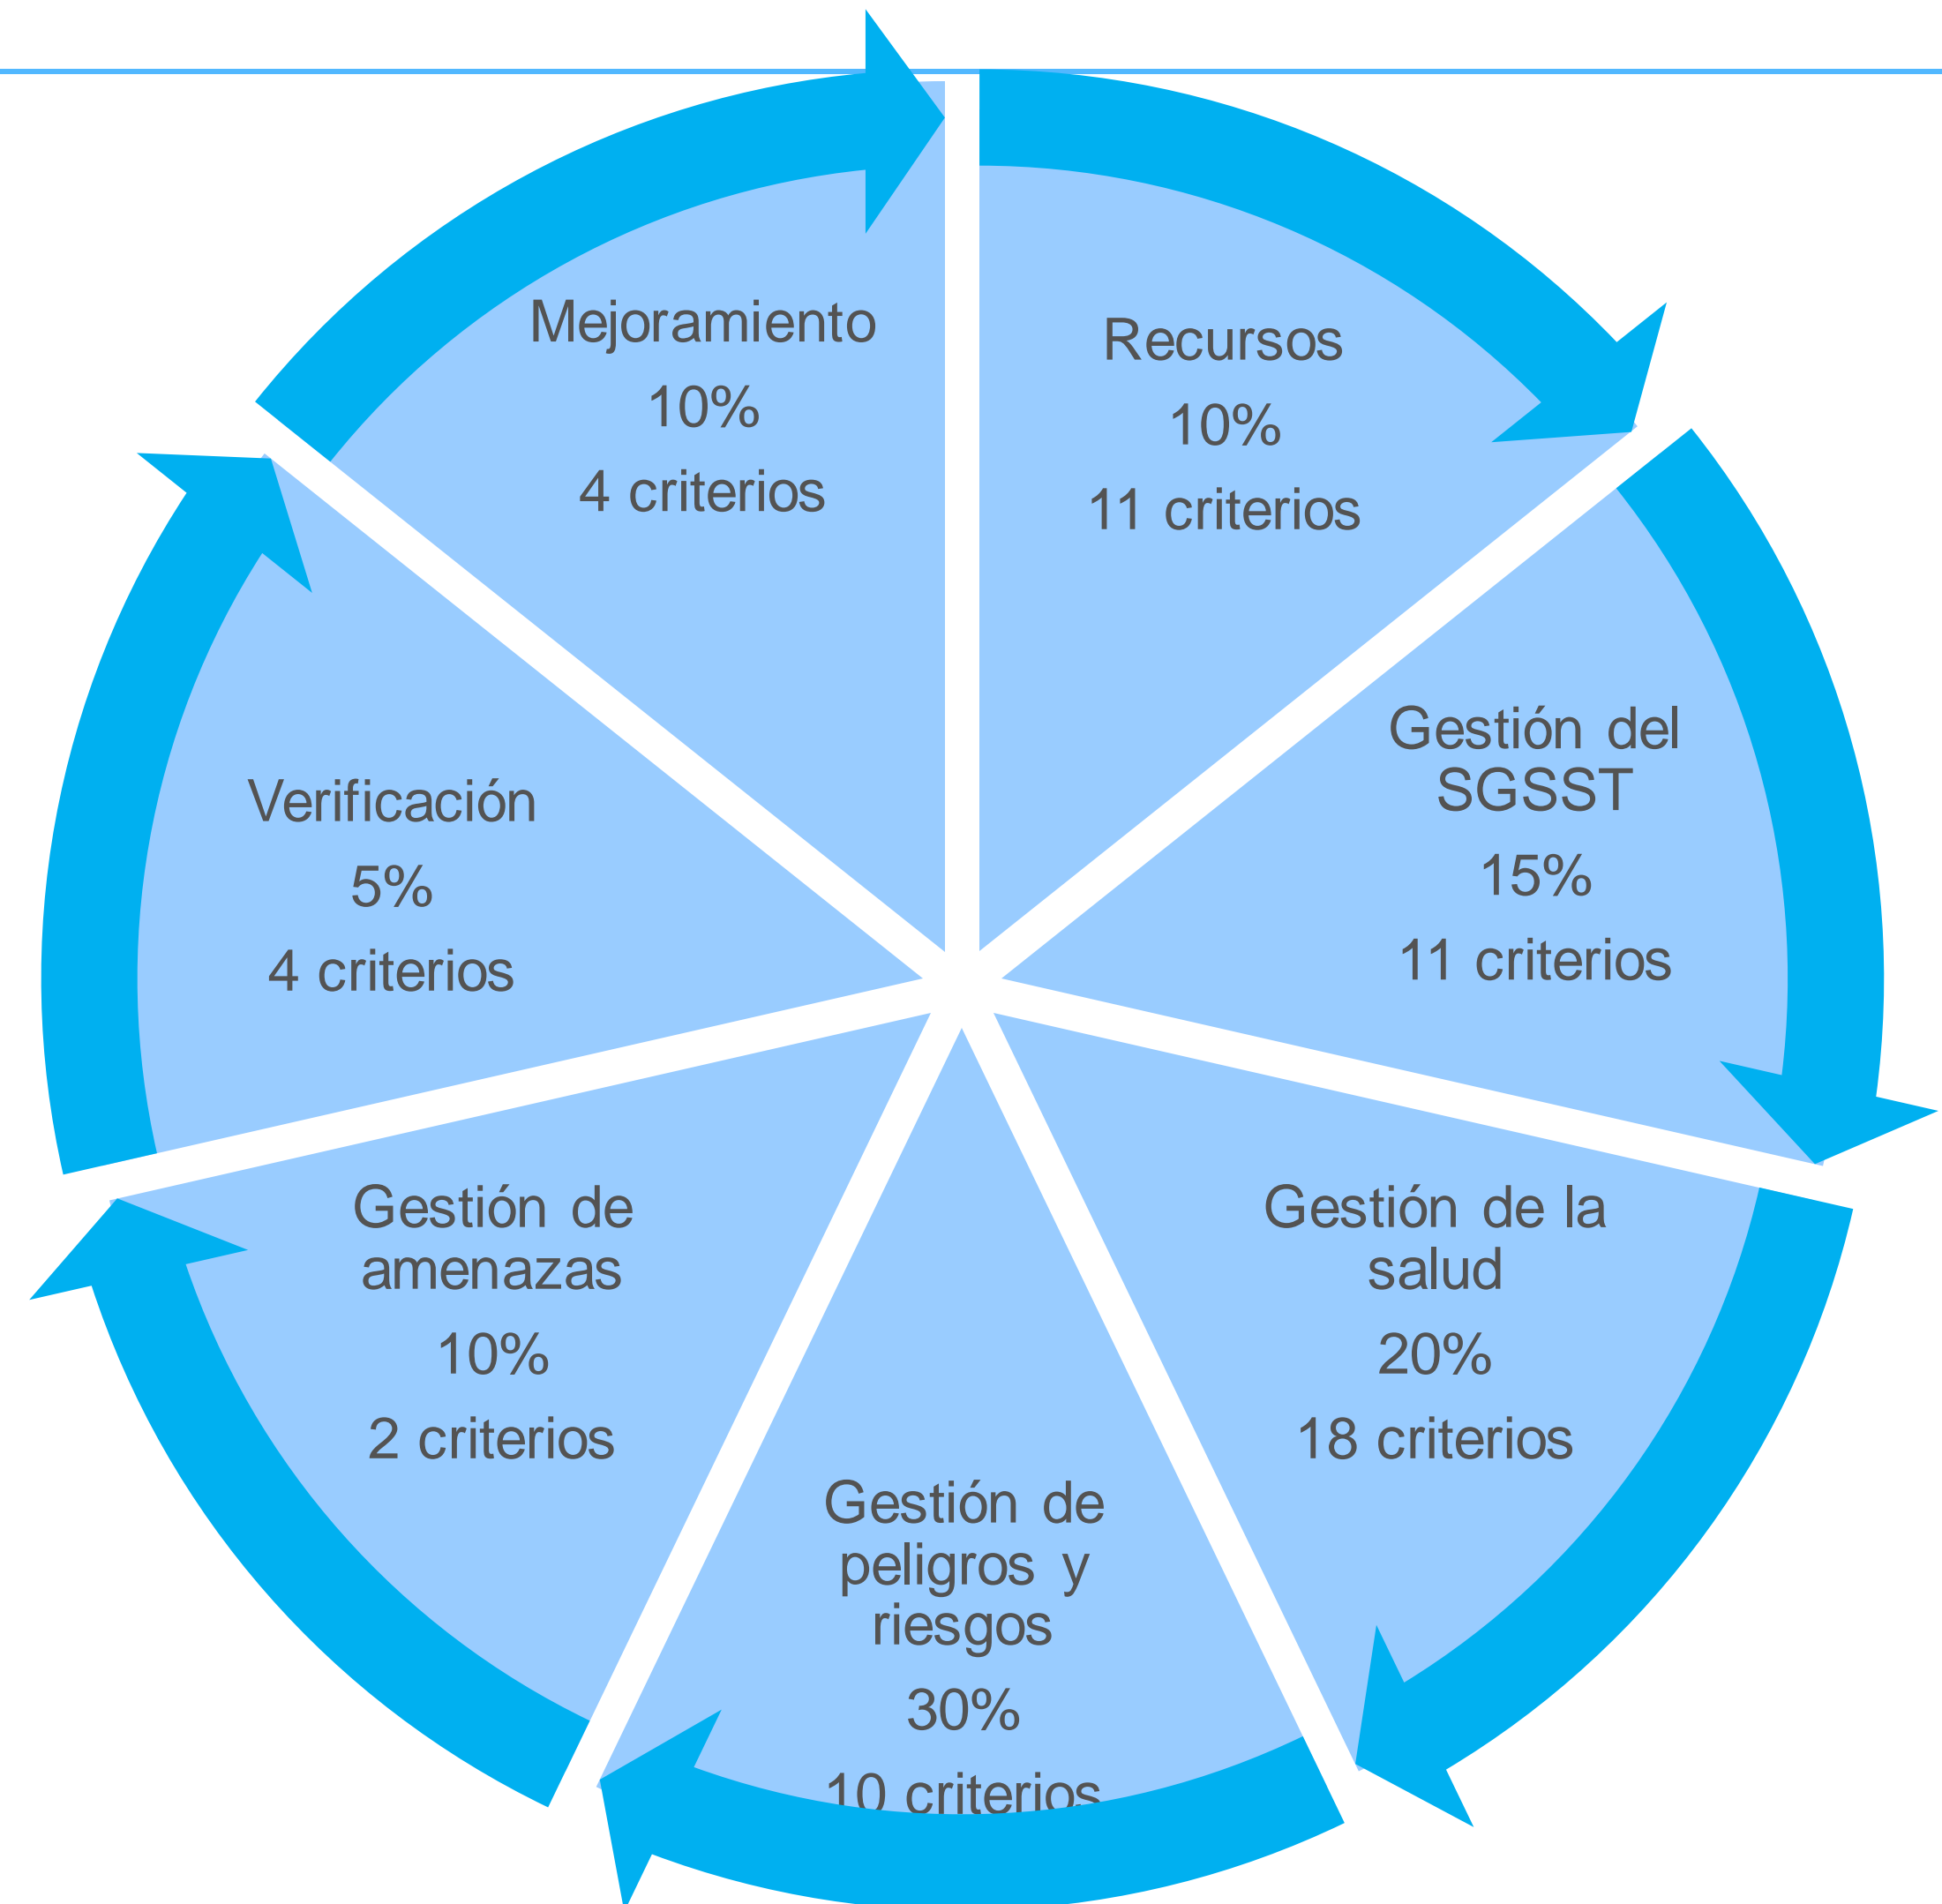 Mejoramiento
10%
4 criterios
Recursos
10%
11 criterios
Gestión del
SGSST
15%
11 criterios
Gestión de la
salud
20%
18 criterios
Gestión de
peligros y
riesgos
30%
10 criterios
Gestión de
amenazas
10%
2 criterios
Verificación
5%
4 criterios